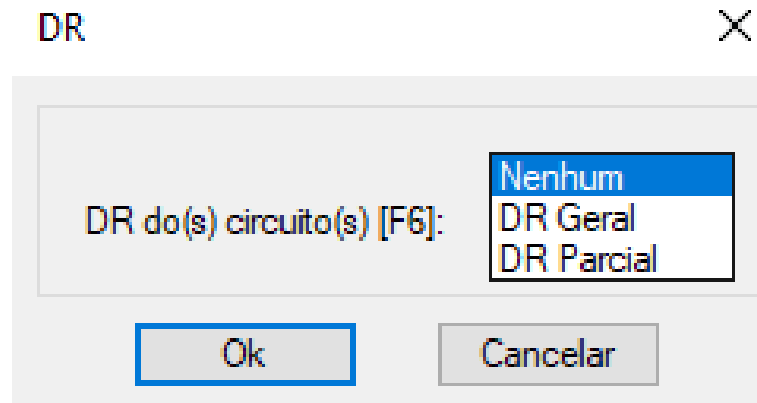 DR
DR do(s) circuito(s) [F6]:
Nenhum
DR Geral
DR Parcial
Ok
Cancelar